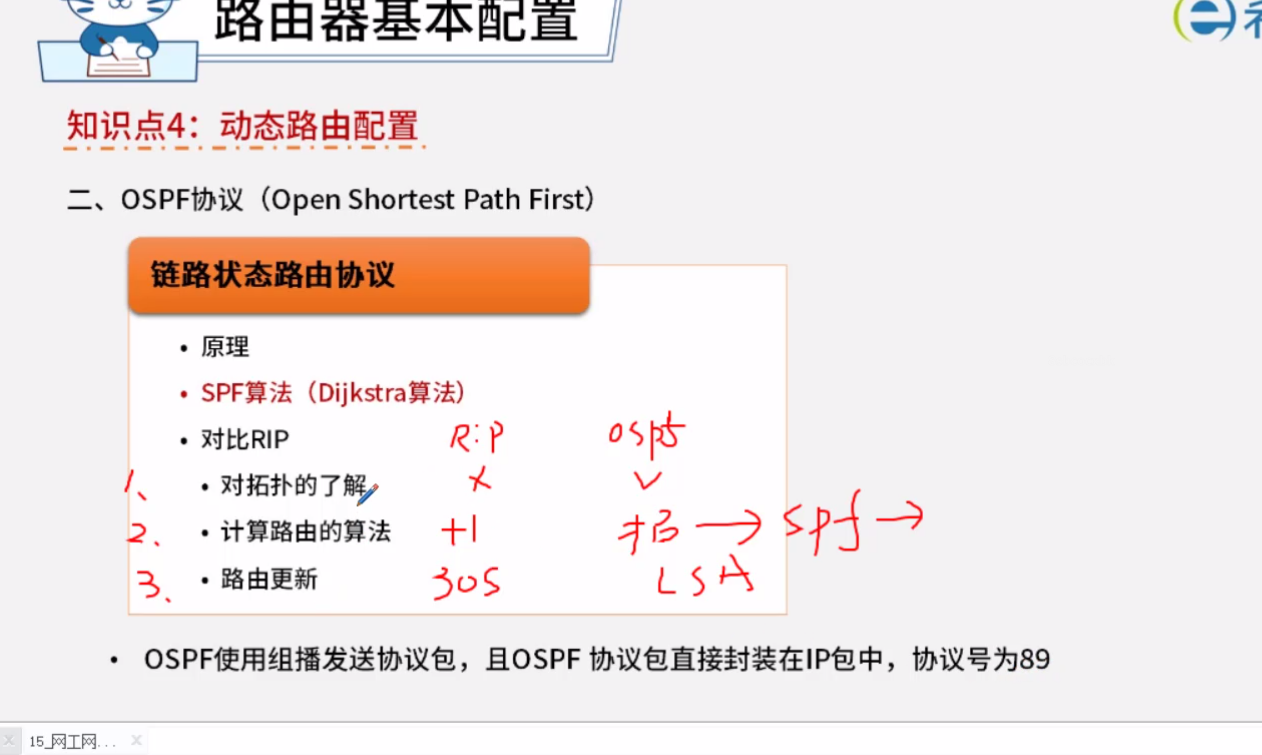 路由器基本配置
知识点4：动态路由配置
二、OSPF协议（Open Shortest Path First）
链路状态路由协议
• 原理
• SPF算法（Dijkstra算法）
• 对比RIP RiP ospf
1、 • 对拓扑的了解 × ✓
2、 • 计算路由的算法 +1 → spf →
3、 • 路由更新 30S LSA
• OSPF使用组播发送协议包，且OSPF 协议包直接封装在IP包中，协议号为89
15_网工网...